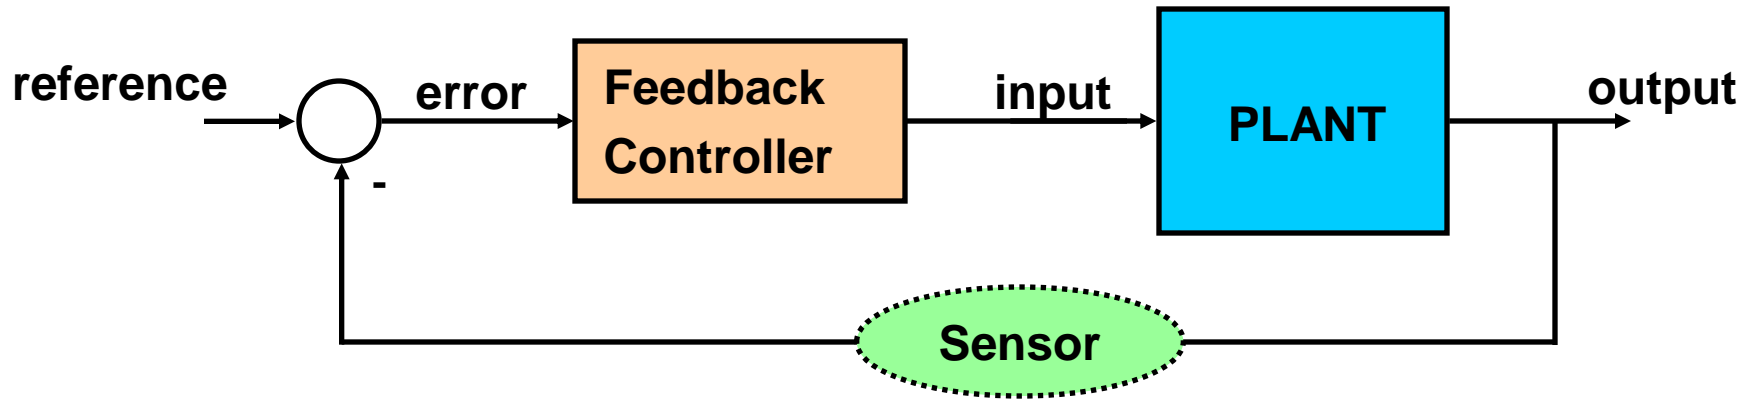 reference
error
Feedback
Controller
input
PLANT
output
-
Sensor